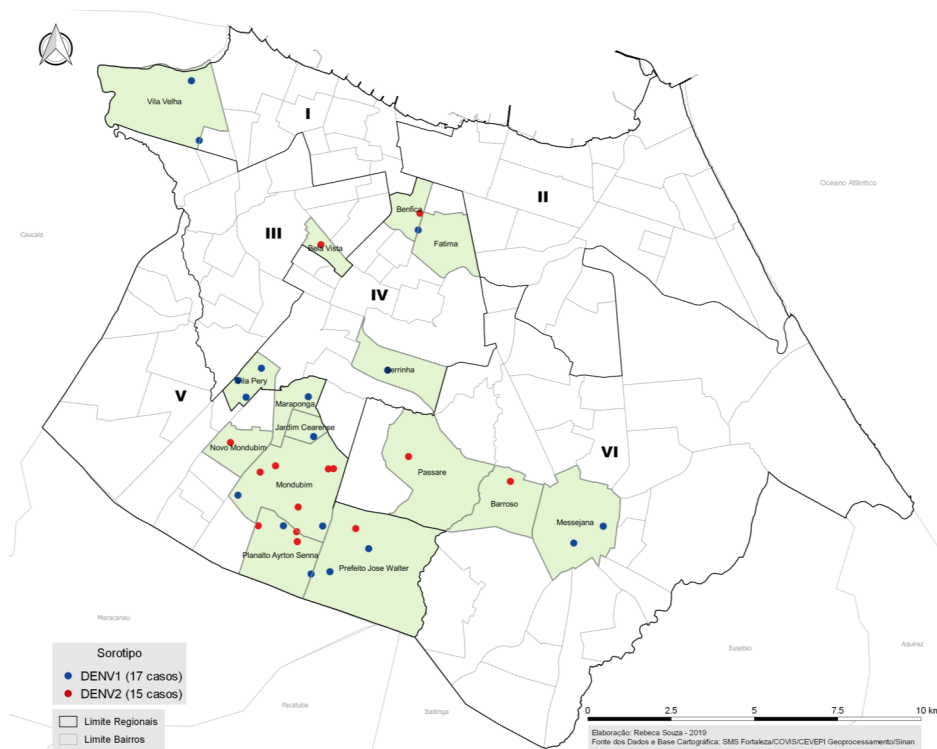 Vila Velha
I
II
Oceano Atlântico
Benfica
Caucaia
III
Bela Vista
Fatima
IV
Serrinha
Vila Pery
V
Maraponga
Jardim Cearense
Novo Mondubim
VI
Passare
Mondubim
Barroso
Messejana
Planalto Ayrton Senna
Prefeito Jose Walter
Maracanau
Eusebio
Aquiraz
Pacatuba
Itaitinga
Sorotipo
DENV1 (17 casos)
DENV2 (15 casos)
Limite Regionais
Limite Bairros
0 2.5 5 7.5 10 km
Elaboração: Rebeca Souza - 2019
Fonte dos Dados e Base Cartográfica: SMS Fortaleza/COVIS/CEVEPI Geoprocessamento/Sinan